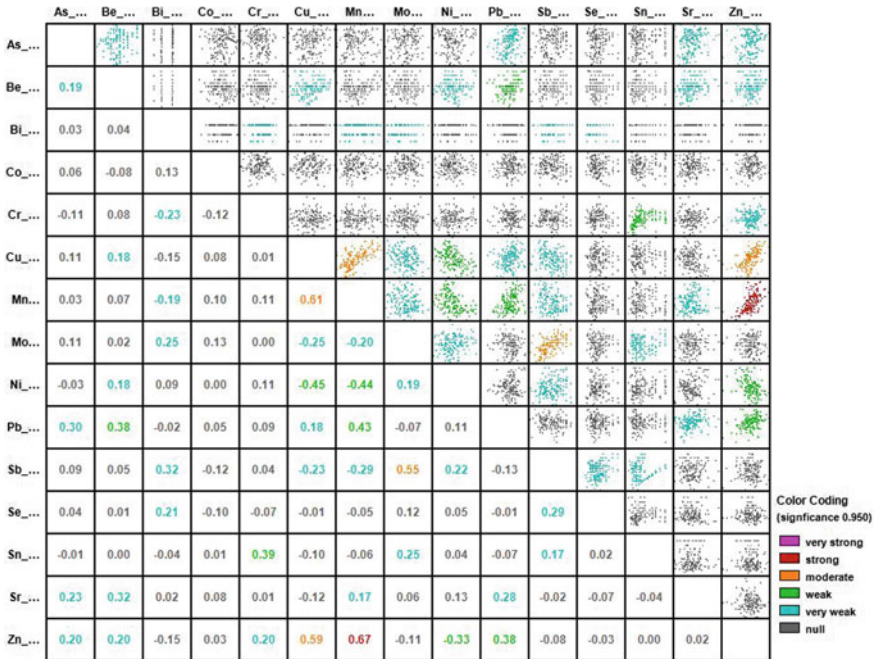 As_... Be_... Bi_... Co_... Cr_... Cu_... Mn... Mo... Ni_... Pb_... Sb_... Se_... Sn_... Sr_... Zn_...
As_...
Be_... 0.19
Bi_... 0.03 0.04
Co_... 0.06 -0.08 0.13
Cr_... -0.11 0.08 -0.23 -0.12
Cu_... 0.11 0.18 -0.15 0.08 0.01
Mn... 0.03 0.07 -0.19 0.10 0.11 0.61
Mo... 0.11 0.02 0.25 0.13 0.00 -0.25 -0.20
Ni_... -0.03 0.18 0.09 0.00 0.11 -0.45 -0.44 0.19
Pb_... 0.30 0.38 -0.02 0.05 0.09 0.18 0.43 -0.07 0.11
Sb_... 0.09 0.05 0.32 -0.12 0.04 -0.23 -0.29 0.55 0.22 -0.13
Se_... 0.04 0.01 0.21 -0.10 -0.07 -0.01 -0.05 0.12 0.05 -0.01 0.29
Sn_... -0.01 0.00 -0.04 0.01 0.39 -0.10 -0.06 0.25 0.04 -0.07 0.17 0.02
Sr_... 0.23 0.32 0.02 0.08 0.01 -0.12 0.17 0.06 0.13 0.28 -0.02 -0.07 -0.04
Zn_... 0.20 0.20 -0.15 0.03 0.20 0.59 0.67 -0.11 -0.33 0.38 -0.08 -0.03 0.00 0.02
Color Coding
(signficance 0.950)
very strong
strong
moderate
weak
very weak
null